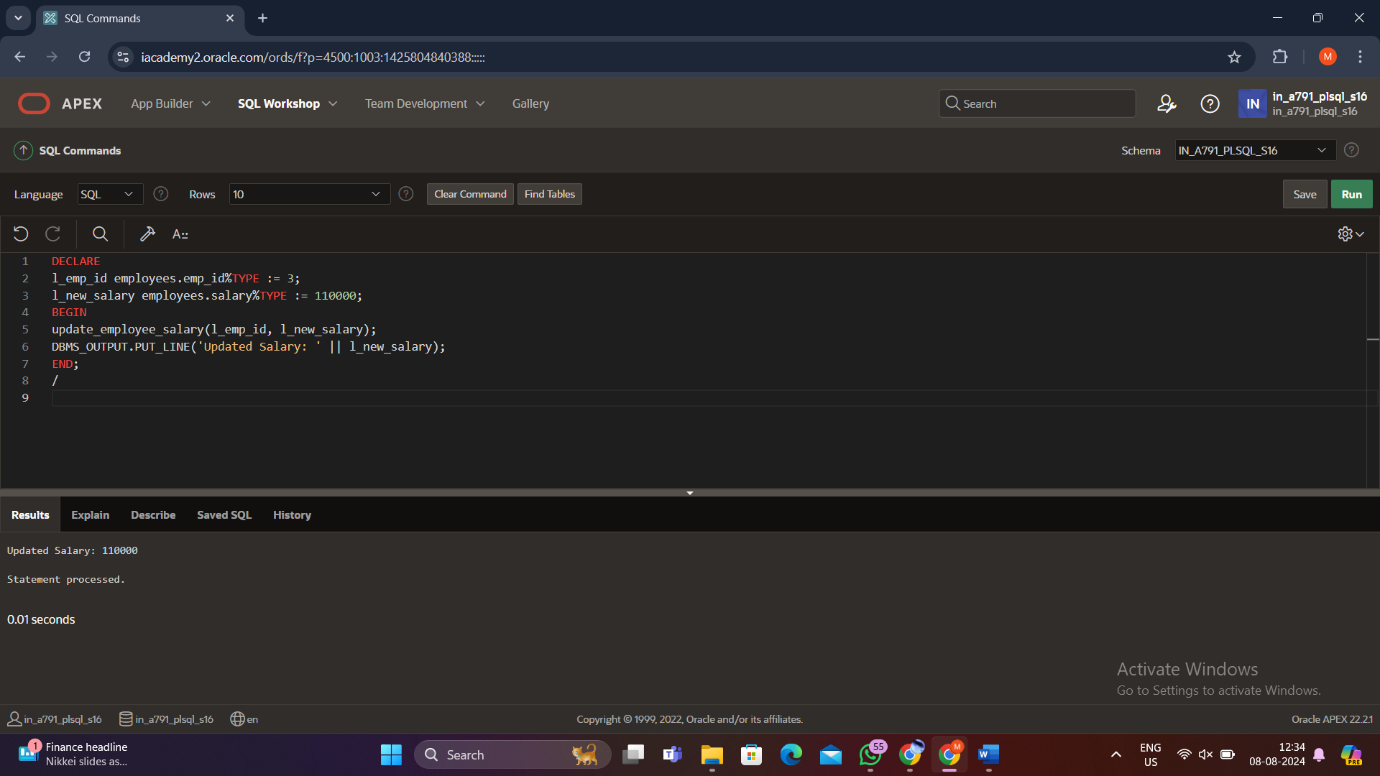 SQL Commands
iacademy2.oracle.com/ords/f?p=4500:1003:1425804840388:::::
M
APEX
App Builder
SQL Workshop
Team Development
Gallery
Search
IN
in_a791_plsql_s16
in_a791_plsql_s16
SQL Commands
Schema
IN_A791_PLSQL_S16
Language
SQL
Rows
10
Clear Command
Find Tables
Save
Run
A::
1 DECLARE
2 l_emp_id employees.emp_id%TYPE := 3;
3 l_new_salary employees.salary%TYPE := 110000;
4 BEGIN
5 update_employee_salary(l_emp_id, l_new_salary);
6 DBMS_OUTPUT.PUT_LINE('Updated Salary: ' || l_new_salary);
7 END;
8 /
9
Results
Explain
Describe
Saved SQL
History
Updated Salary: 110000
Statement processed.
0.01 seconds
Activate Windows
Go to Settings to activate Windows.
in_a791_plsql_s16
in_a791_plsql_s16
en
Copyright © 1999, 2022, Oracle and/or its affiliates.
Oracle APEX 22.2.1
1
Finance headline
Nikkei slides as...
Search
55
M
ENG
US
12:34
08-08-2024
PRE